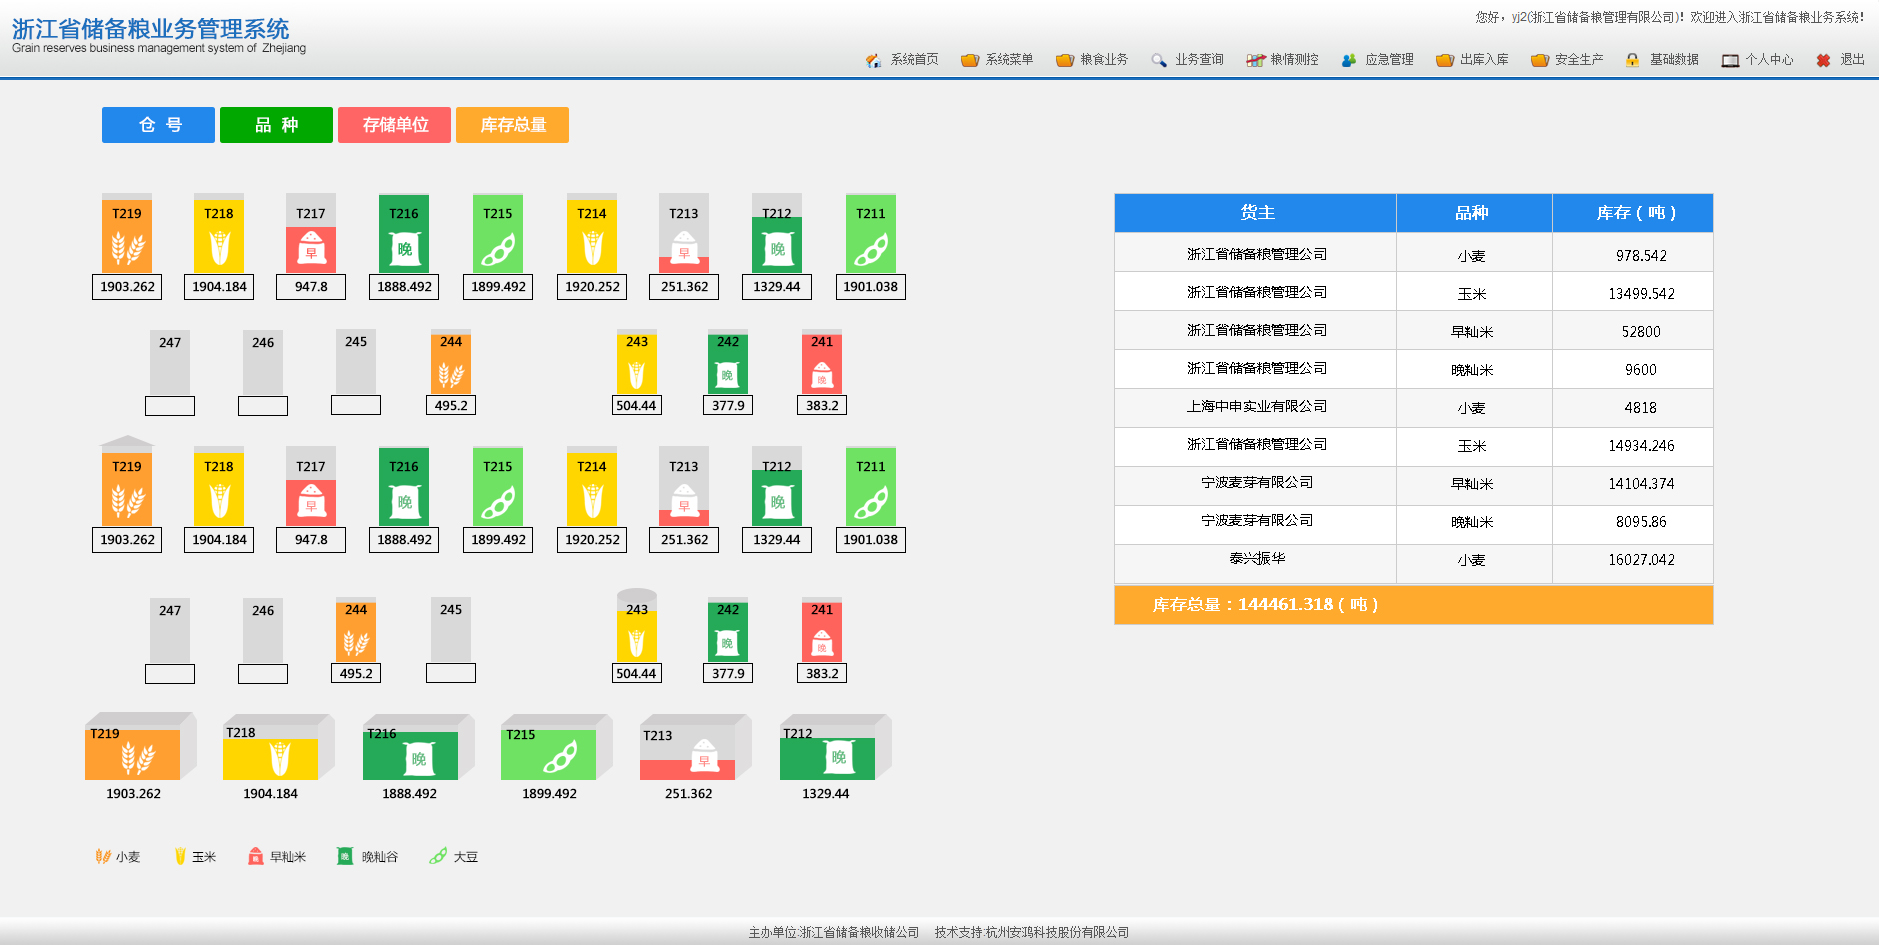 浙江省储备粮业务管理系统
Grain reserves business management system of Zhejiang
您好，yj2(浙江省储备粮管理有限公司)！欢迎进入浙江省储备粮业务系统！
系统首页 系统菜单 粮食业务 业务查询 粮情测控 应急管理 出库入库 安全生产 基础数据 个人中心 退出
仓 号 品 种 存储单位 库存总量
T219 T218 T217 T216 T215 T214 T213 T212 T211
早 晚 早 晚
1903.262 1904.184 947.8 1888.492 1899.492 1920.252 251.362 1329.44 1901.038
247 246 245 244 243 242 241
晚 晚
495.2 504.44 377.9 383.2
T219 T218 T217 T216 T215 T214 T213 T212 T211
早 晚 早 晚
1903.262 1904.184 947.8 1888.492 1899.492 1920.252 251.362 1329.44 1901.038
247 246 244 245 243 242 241
晚 晚
495.2 504.44 377.9 383.2
T219 T218 T216 T215 T213 T212
晚 早 晚
1903.262 1904.184 1888.492 1899.492 251.362 1329.44
小麦 玉米 早籼米 晚 晚籼谷 大豆
货主 品种 库存（吨）
浙江省储备粮管理公司 小麦 978.542
浙江省储备粮管理公司 玉米 13499.542
浙江省储备粮管理公司 早籼米 52800
浙江省储备粮管理公司 晚籼米 9600
上海中申实业有限公司 小麦 4818
浙江省储备粮管理公司 玉米 14934.246
宁波麦芽有限公司 早籼米 14104.374
宁波麦芽有限公司 晚籼米 8095.86
泰兴振华 小麦 16027.042
库存总量：144461.318（吨）
主办单位:浙江省储备粮收储公司 技术支持:杭州安鸿科技股份有限公司